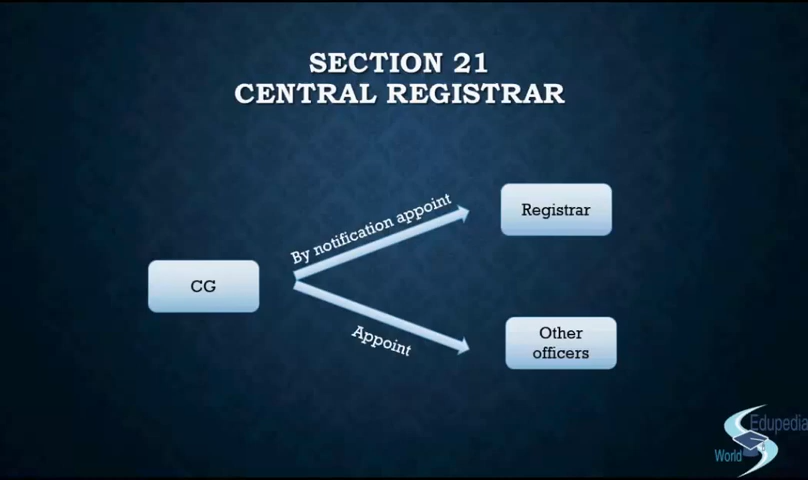 SECTION 21
CENTRAL REGISTRAR
By notification appoint
Registrar
CG
Appoint
Other
officers
Edupedia
World